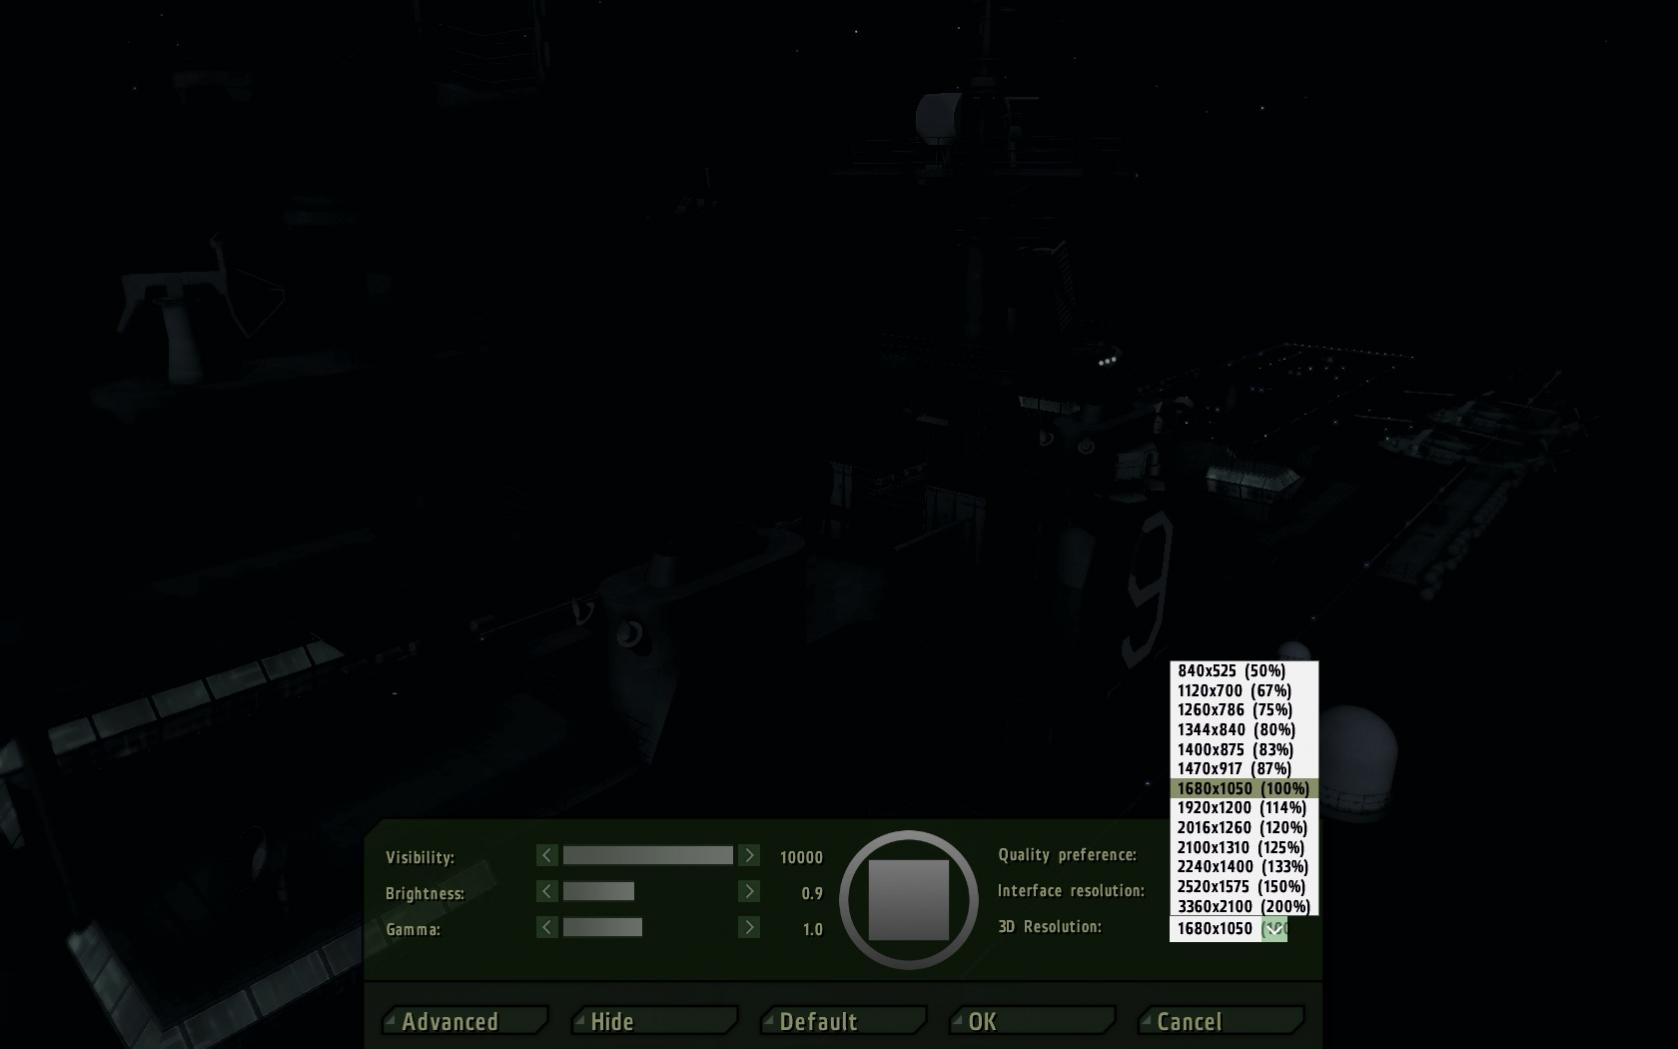 9
840x525 (50%)
1120x700 (67%)
1260x786 (75%)
1344x840 (80%)
1400x875 (83%)
1470x917 (87%)
1680x1050 (100%)
1920x1200 (114%)
2016x1260 (120%)
2100x1310 (125%)
2240x1400 (133%)
2520x1575 (150%)
3360x2100 (200%)
Visibility: 10000 Quality preference:
Brightness: 0.9 Interface resolution:
Gamma: 1.0 3D Resolution: 1680x1050
Advanced Hide Default OK Cancel